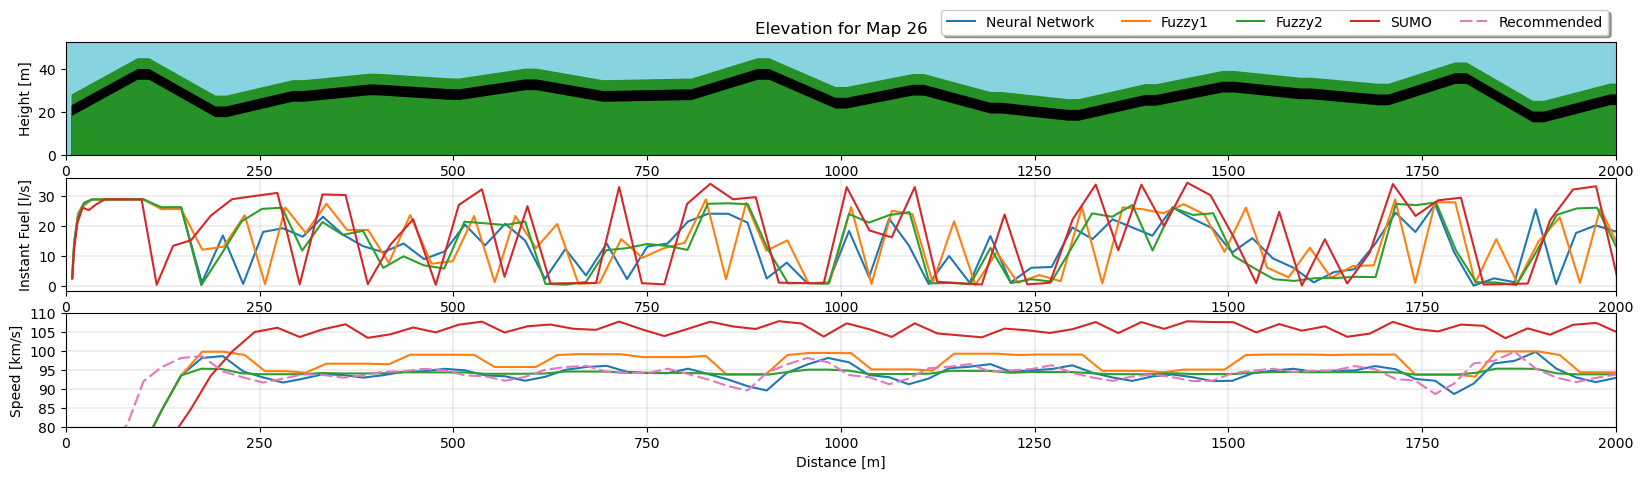 Elevation for Map 26
Neural Network Fuzzy1 Fuzzy2 SUMO Recommended
Height [m]
40
20
0
0 250 500 750 1000 1250 1500 1750 2000
Instant Fuel [l/s]
30
20
10
0
0 250 500 750 1000 1250 1500 1750 2000
Speed [km/s]
110
105
100
95
90
85
80
0 250 500 750 1000 1250 1500 1750 2000
Distance [m]